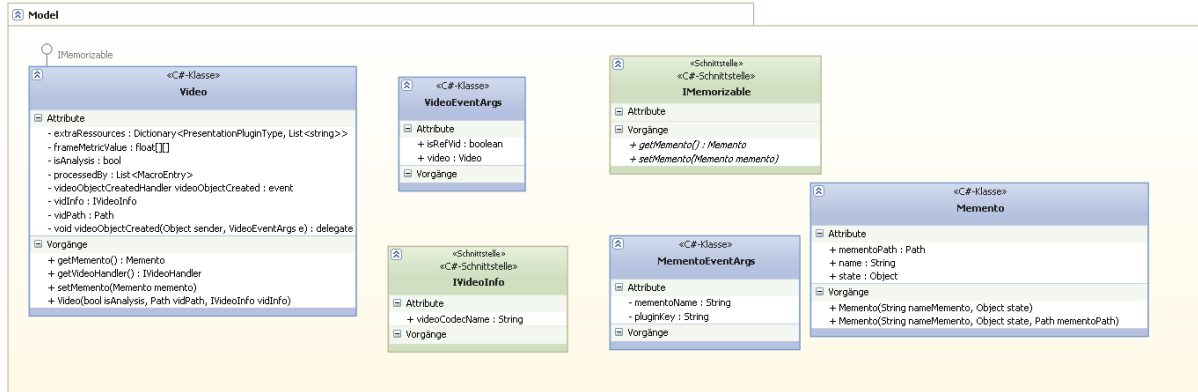 Model
IMemorizable
«C#-Klasse»
Video
Attribute
- extraRessources : Dictionary<PresentationPluginType, List<string>>
- frameMetricValue : float[][]
- isAnalysis : bool
- processedBy : List<MacroEntry>
- videoObjectCreatedHandler videoObjectCreated : event
- vidInfo : IVideoInfo
- vidPath : Path
- void videoObjectCreated(Object sender, VideoEventArgs e) : delegate
Vorgänge
+ getMemento() : Memento
+ getVideoHandler() : IVideoHandler
+ setMemento(Memento memento)
+ Video(bool isAnalysis, Path vidPath, IVideoInfo vidInfo)
«C#-Klasse»
VideoEventArgs
Attribute
+ isRefVid : boolean
+ video : Video
Vorgänge
«Schnittstelle»
«C#-Schnittstelle»
IVideoInfo
Attribute
+ videoCodecName : String
Vorgänge
«Schnittstelle»
«C#-Schnittstelle»
IMemorizable
Attribute
Vorgänge
+ getMemento() : Memento
+ setMemento(Memento memento)
«C#-Klasse»
MementoEventArgs
Attribute
- mementoName : String
- pluginKey : String
Vorgänge
«C#-Klasse»
Memento
Attribute
+ mementoPath : Path
+ name : String
+ state : Object
Vorgänge
+ Memento(String nameMemento, Object state)
+ Memento(String nameMemento, Object state, Path mementoPath)